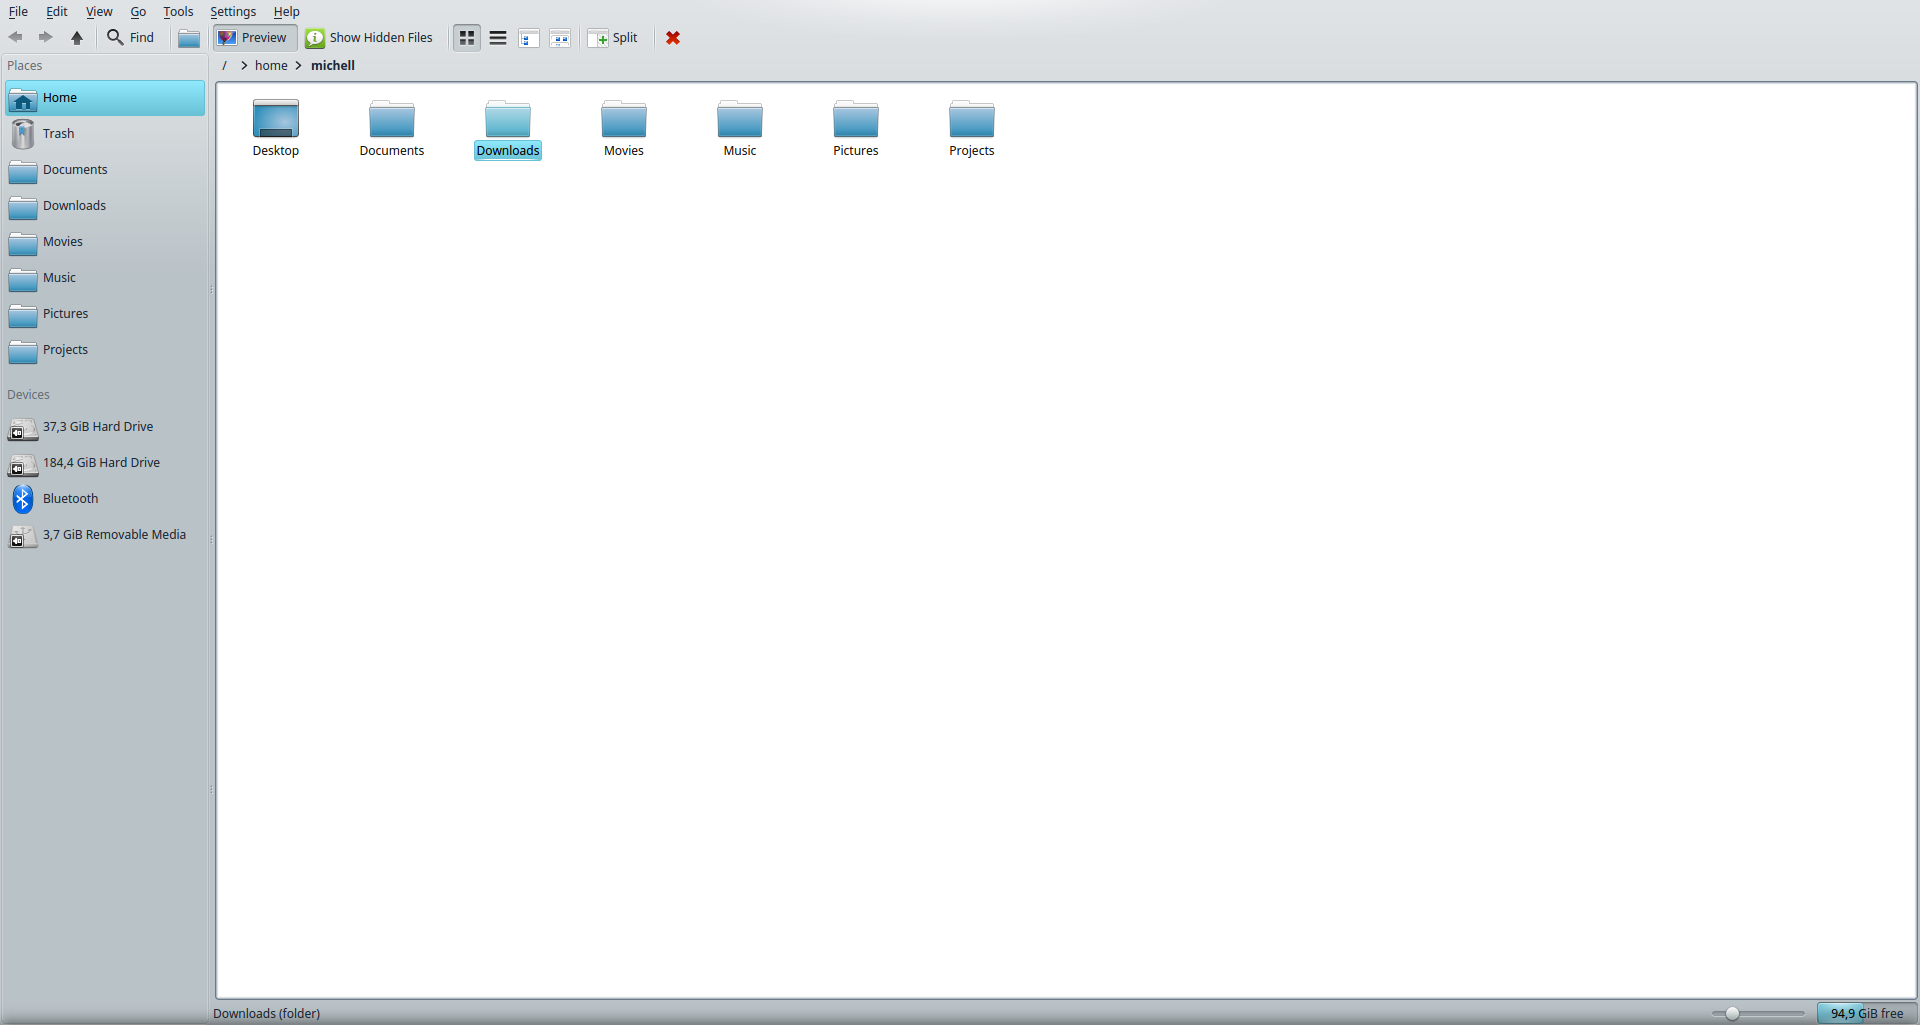 File Edit View Go Tools Settings Help
Find Preview Show Hidden Files Split
Places
/ > home > michell
Home
Trash
Documents
Downloads
Movies
Music
Pictures
Projects
Desktop Documents Downloads Movies Music Pictures Projects
Devices
37,3 GiB Hard Drive
184,4 GiB Hard Drive
Bluetooth
3,7 GiB Removable Media
Downloads (folder)
94,9 GiB free